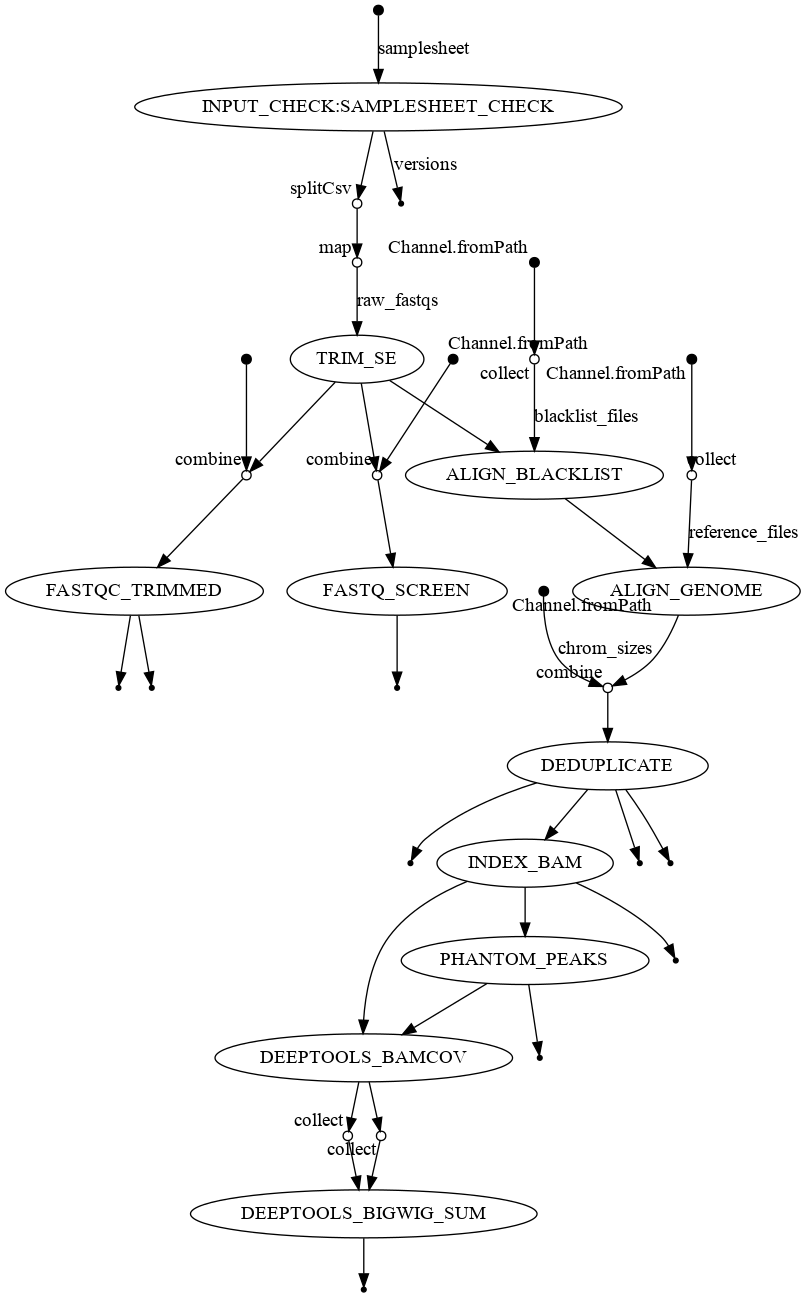 samplesheet
INPUT_CHECK:SAMPLESHEET_CHECK
versions
splitCsv
map
Channel.fromPath
raw_fastqs
Channel.fromPath
TRIM_SE
collect
Channel.fromPath
blacklist_files
combine
combine
ollect
ALIGN_BLACKLIST
reference_files
FASTQC_TRIMMED
FASTQ_SCREEN
ALIGN_GENOME
Channel.fromPath
chrom_sizes
combine
DEDUPLICATE
INDEX_BAM
PHANTOM_PEAKS
DEEPTOOLS_BAMCOV
collect
collect
DEEPTOOLS_BIGWIG_SUM